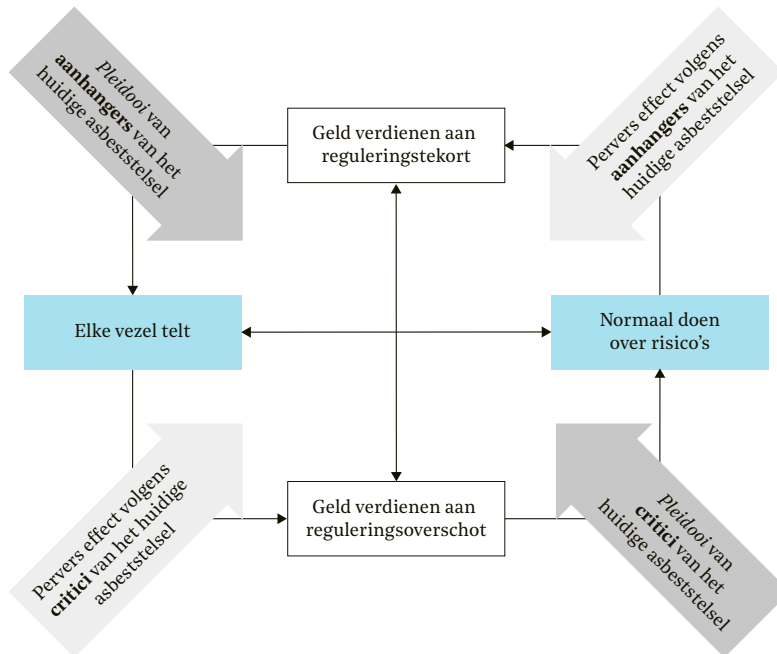 Pleidooi van
aanhangers van het
huidige asbeststelsel
Geld verdienen aan
reguleringstekort
Pervers effect volgens
aanhangers van het
huidige asbeststelsel
Elke vezel telt
Normaal doen
over risico's
Pervers effect volgens
critici van het huidige
asbeststelsel
Geld verdienen aan
reguleringsoverschot
Pleidooi van
critici van het
huidige asbeststelsel